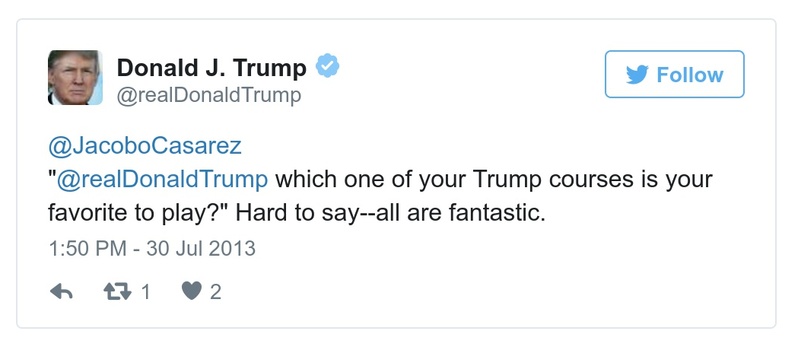 Donald J. Trump
@realDonaldTrump
Follow
@JacoboCasarez
"@realDonaldTrump which one of your Trump courses is your
favorite to play?" Hard to say--all are fantastic.
1:50 PM - 30 Jul 2013
1
2